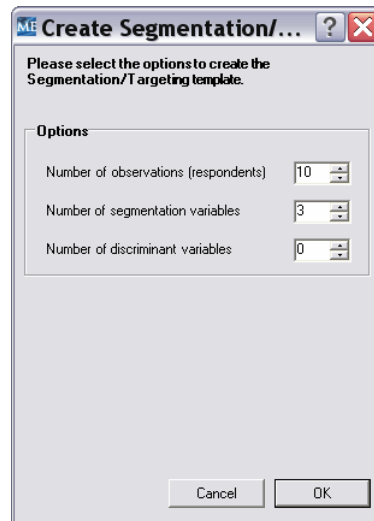 ME Create Segmentation/... ? X
Please select the options to create the
Segmentation/Targeting template.
Options
Number of observations (respondents) 10
Number of segmentation variables 3
Number of discriminant variables 0
Cancel OK